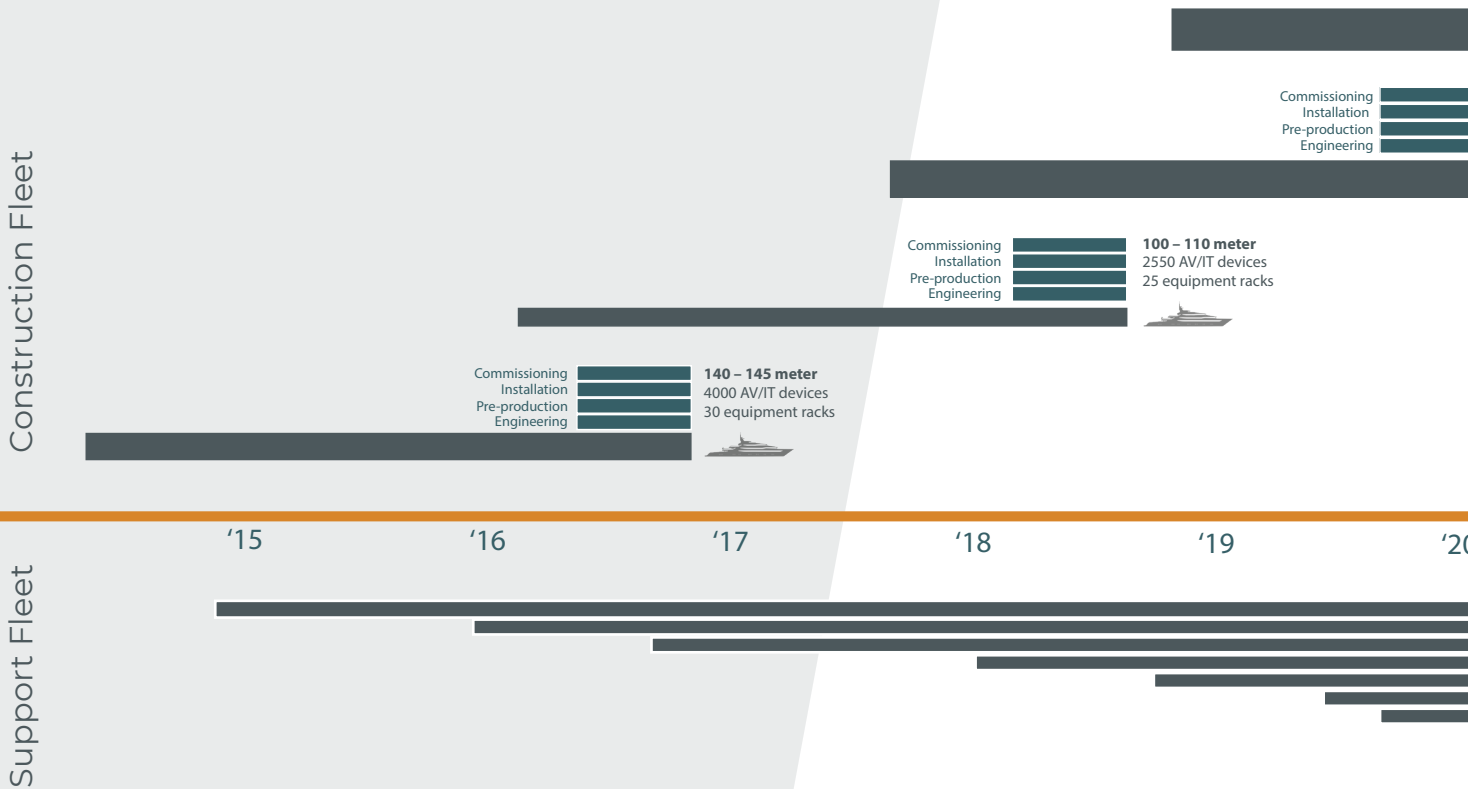 Construction Fleet
Commissioning
Installation
Pre-production
Engineering
Commissioning
Installation
Pre-production
Engineering
100 – 110 meter
2550 AV/IT devices
25 equipment racks
Commissioning
Installation
Pre-production
Engineering
140 – 145 meter
4000 AV/IT devices
30 equipment racks
‘15
‘16
‘17
‘18
‘19
‘20
Support Fleet